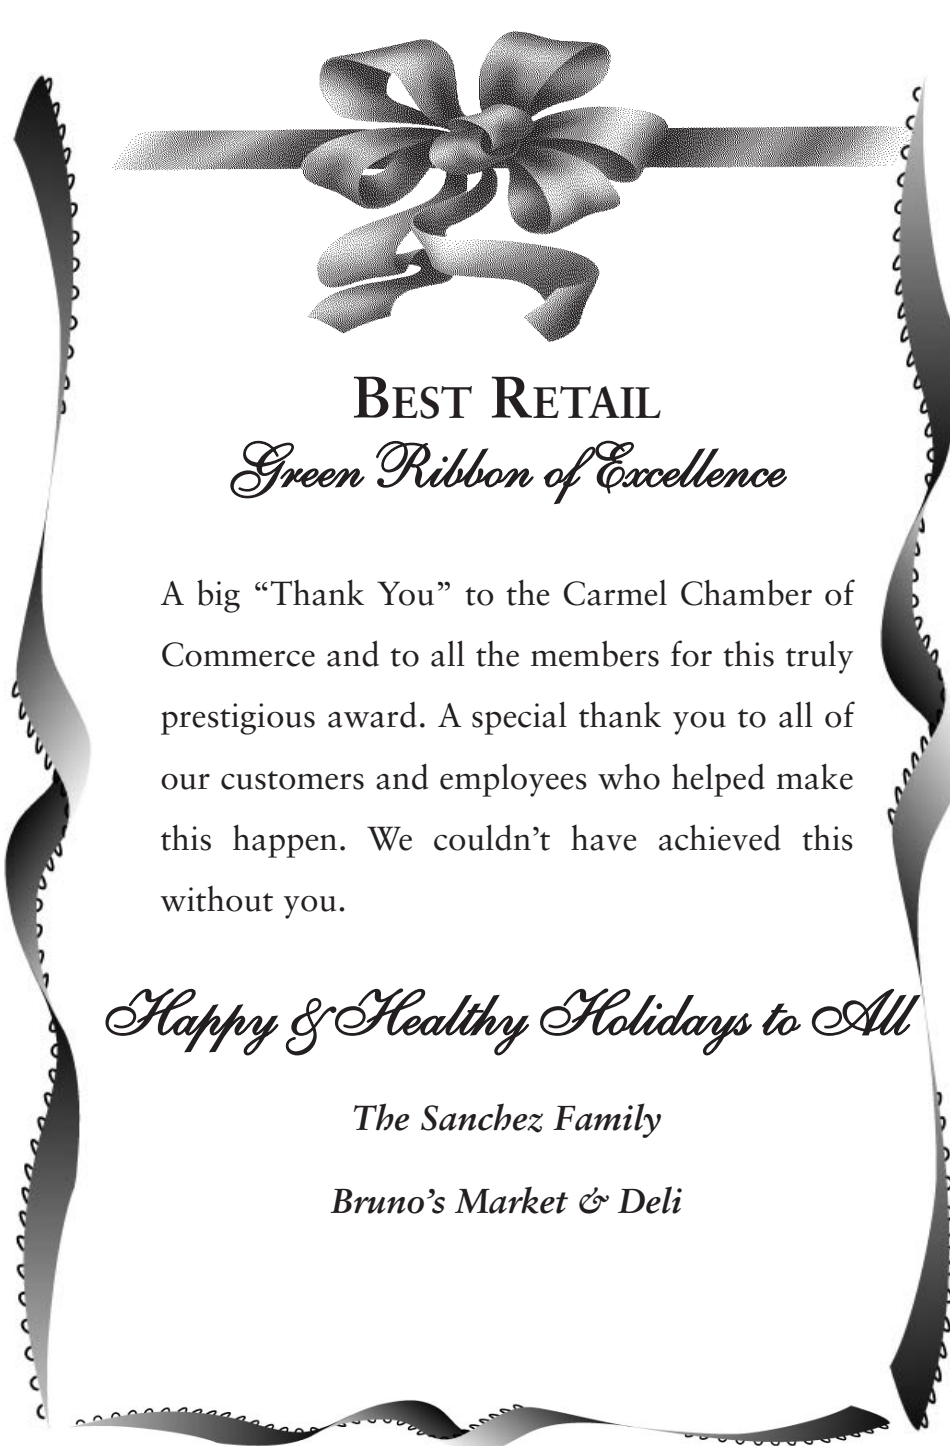 BEST RETAIL
Green Ribbon of Excellence
A big “Thank You” to the Carmel Chamber of
Commerce and to all the members for this truly
prestigious award. A special thank you to all of
our customers and employees who helped make
this happen. We couldn’t have achieved this
without you.
Happy & Healthy Holidays to All
The Sanchez Family
Bruno’s Market & Deli